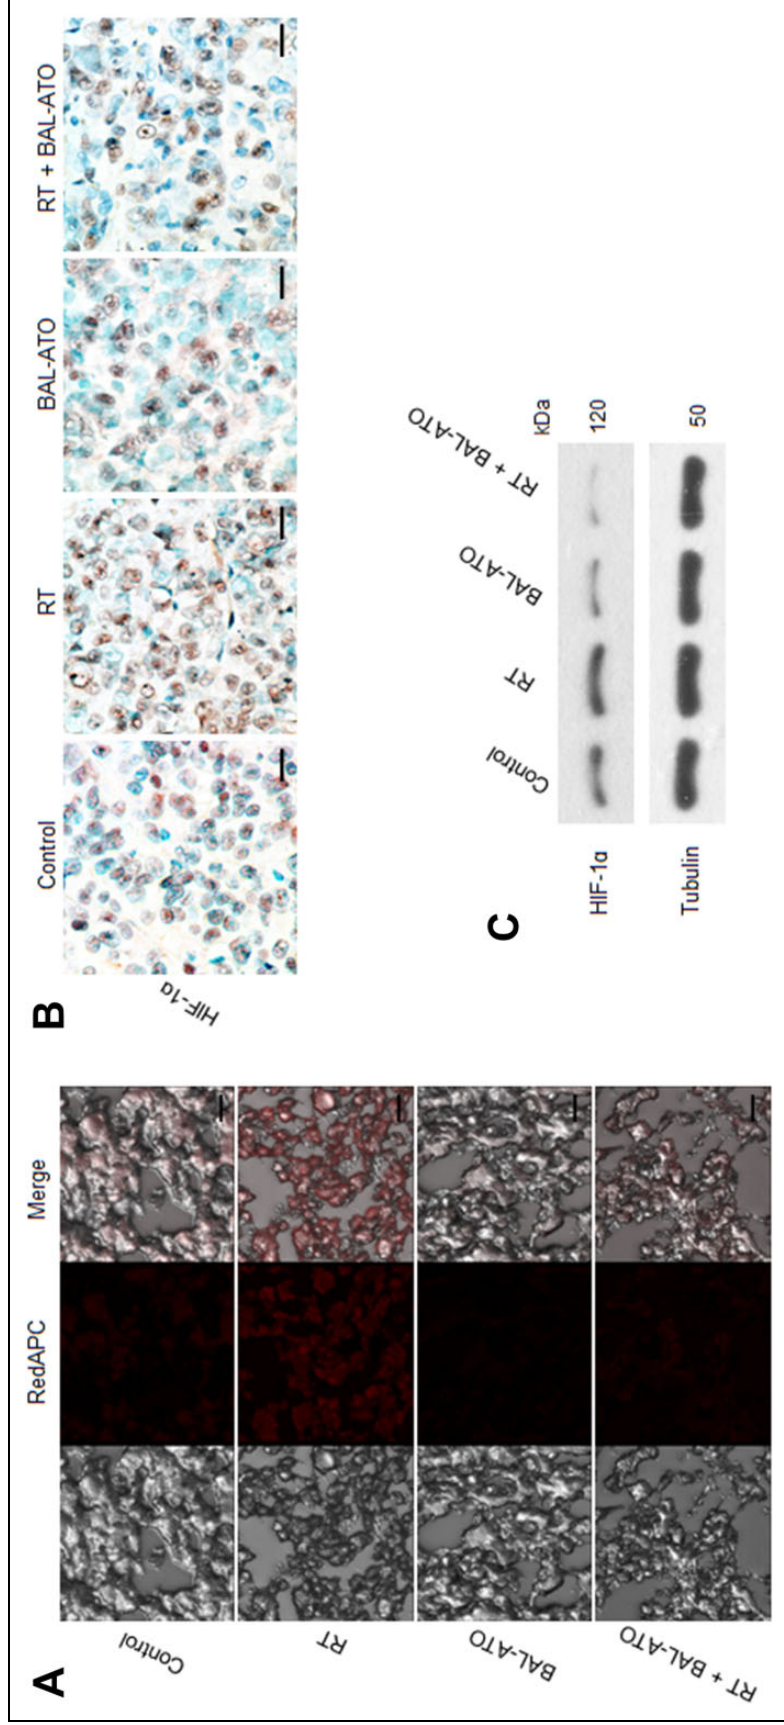 A
RedAPC
Merge
Control
RT
BAL-ATO
RT + BAL-ATO
B
Control
RT
BAL-ATO
RT + BAL-ATO
HIF-1α
C
Control
RT
BAL-ATO
RT + BAL-ATO
kDa
HIF-1α
120
Tubulin
50